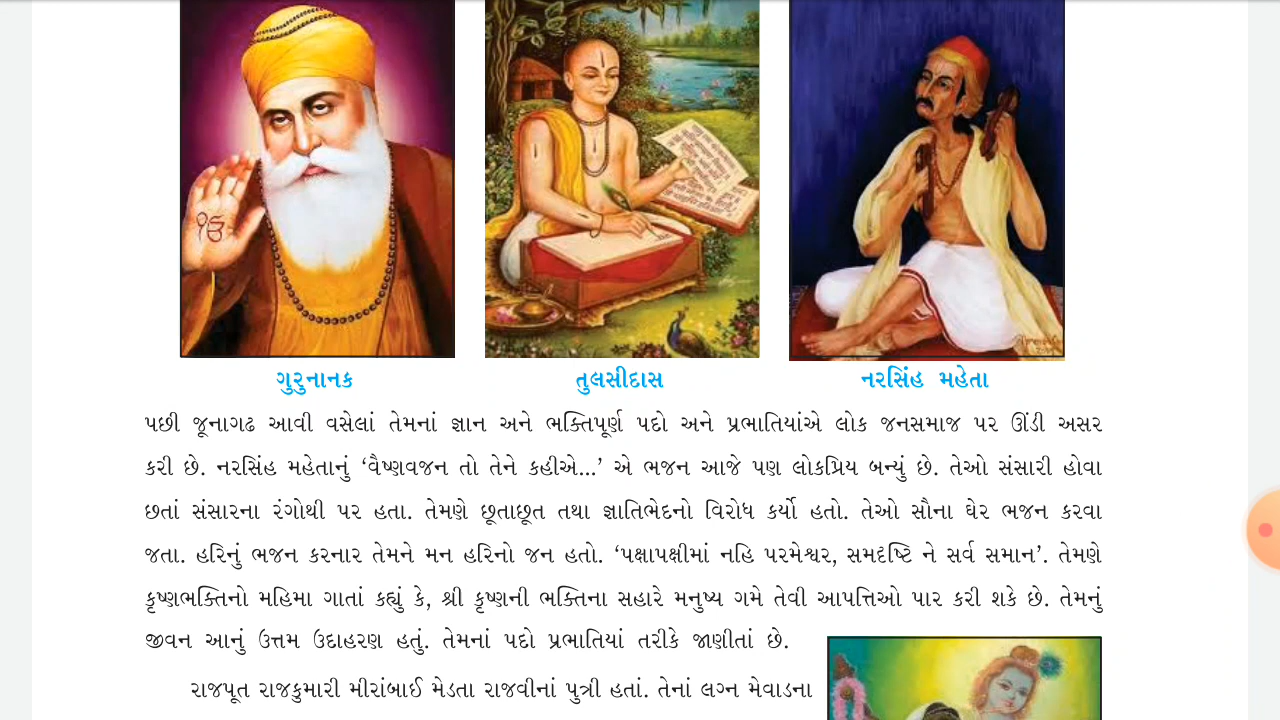 ગુરુનાનક
તુલસીદાસ
નરસિંહ મહેતા
પછી જૂનાગઢ આવી વસેલાં તેમનાં જ્ઞાન અને ભક્તિપૂર્ણ પદો અને પ્રભાતિયાંએ લોક જનસમાજ પર ઊંડી અસર
કરી છે. નરસિંહ મહેતાનું ‘વૈષ્ણવજન તો તેને કહીએ...’ એ ભજન આજે પણ લોકપ્રિય બન્યું છે. તેઓ સંસારી હોવા
છતાં સંસારના રંગોથી પર હતા. તેમણે છૂતાછૂત તથા જ્ઞાતિભેદનો વિરોધ કર્યો હતો. તેઓ સૌના ઘેર ભજન કરવા
જતા. હરિનું ભજન કરનાર તેમને મન હરિનો જન હતો. ‘પક્ષાપક્ષીમાં નહિ પરમેશ્વર, સમદૃષ્ટિ ને સર્વ સમાન’. તેમણે
કૃષ્ણભક્તિનો મહિમા ગાતાં કહ્યું કે, શ્રી કૃષ્ણની ભક્તિના સહારે મનુષ્ય ગમે તેવી આપત્તિઓ પાર કરી શકે છે. તેમનું
જીવન આનું ઉત્તમ ઉદાહરણ હતું. તેમનાં પદો પ્રભાતિયાં તરીકે જાણીતાં છે.
રાજપૂત રાજકુમારી મીરાંબાઈ મેડતા રાજવીનાં પુત્રી હતાં. તેનાં લગ્ન મેવાડના